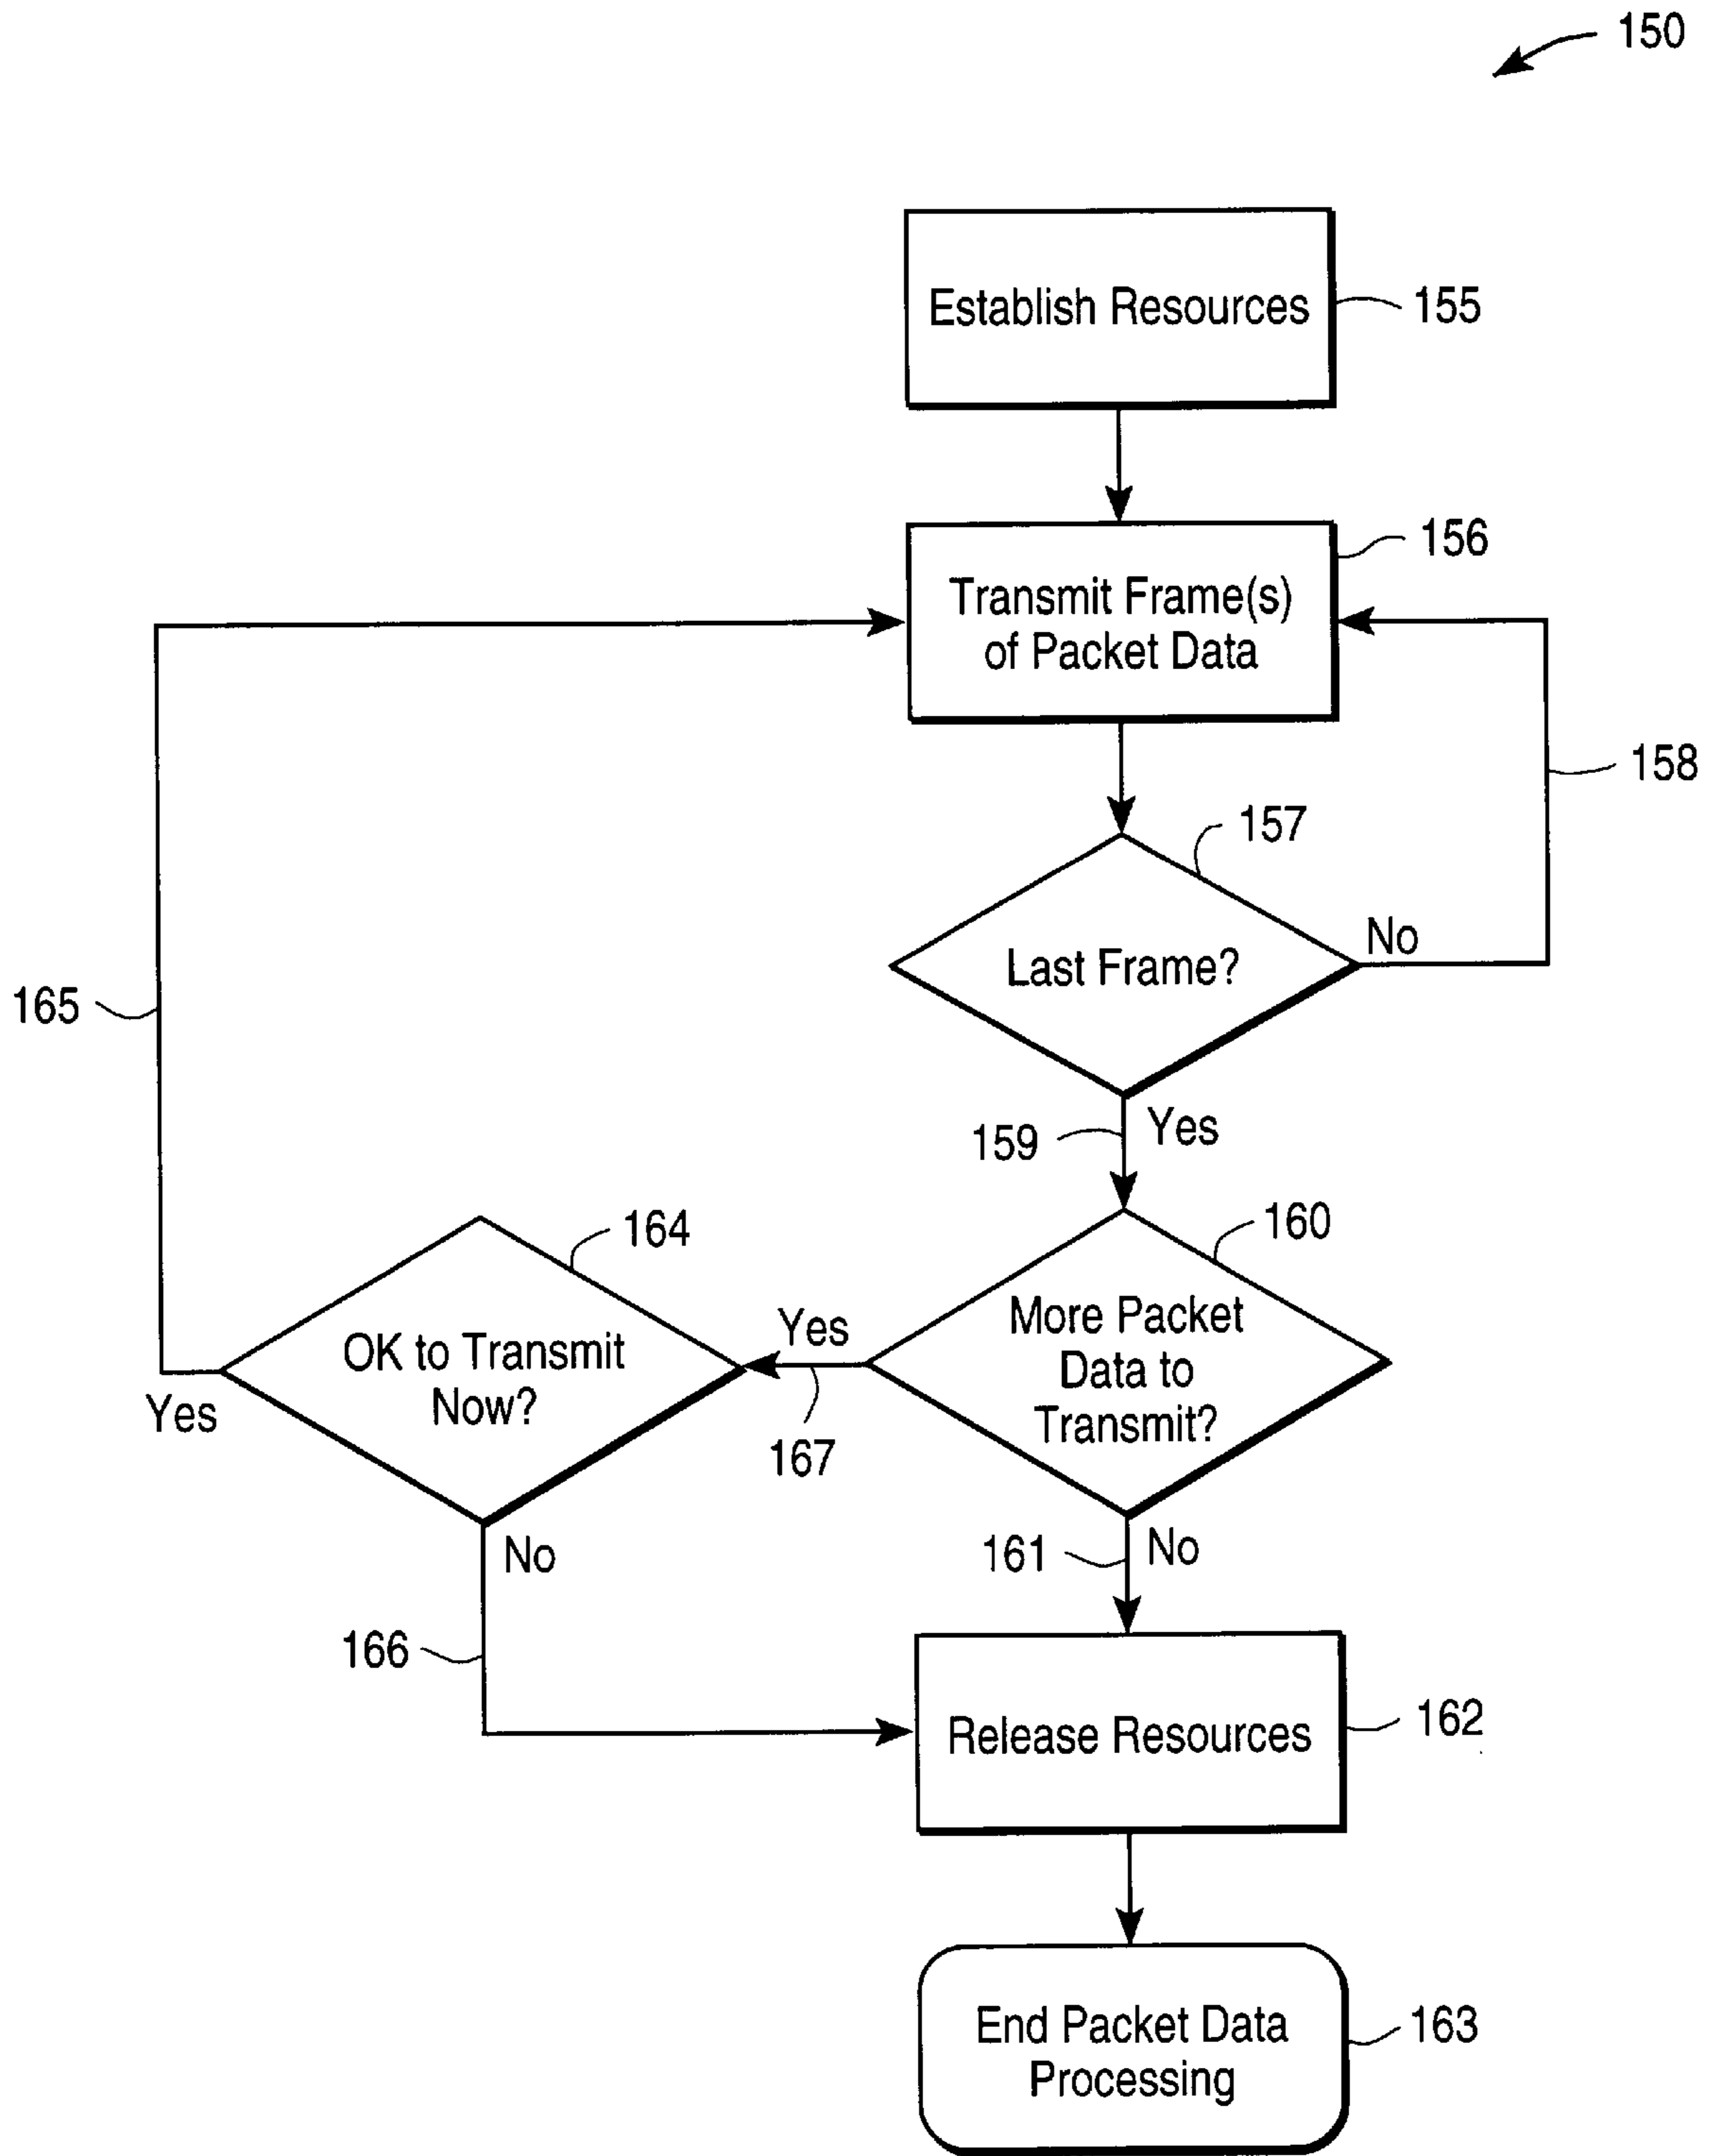 150
Establish Resources
155
156
Transmit Frame(s)
of Packet Data
158
157
Last Frame?
No
165
159
Yes
164
160
More Packet
Data to
Transmit?
Yes
OK to Transmit
Now?
Yes
167
No
161
No
166
Release Resources
162
End Packet Data
Processing
163